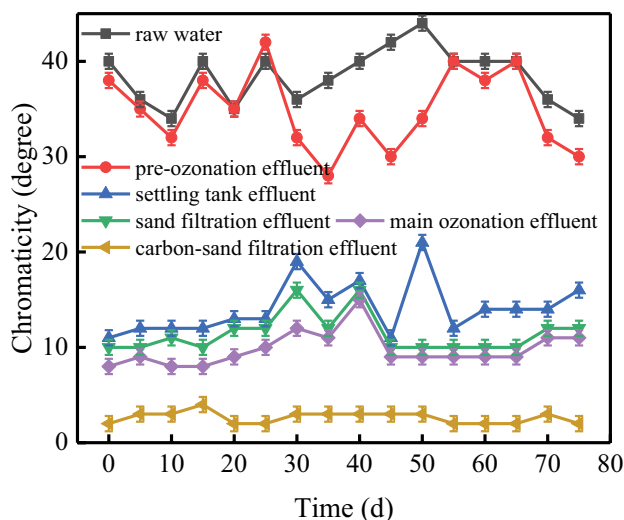 40
30
20
10
0
Chromaticity (degree)
raw water
pre-ozonation effluent
settling tank effluent
sand filtration effluent main ozonation effluent
carbon-sand filtration effluent
0 10 20 30 40 50 60 70 80
Time (d)